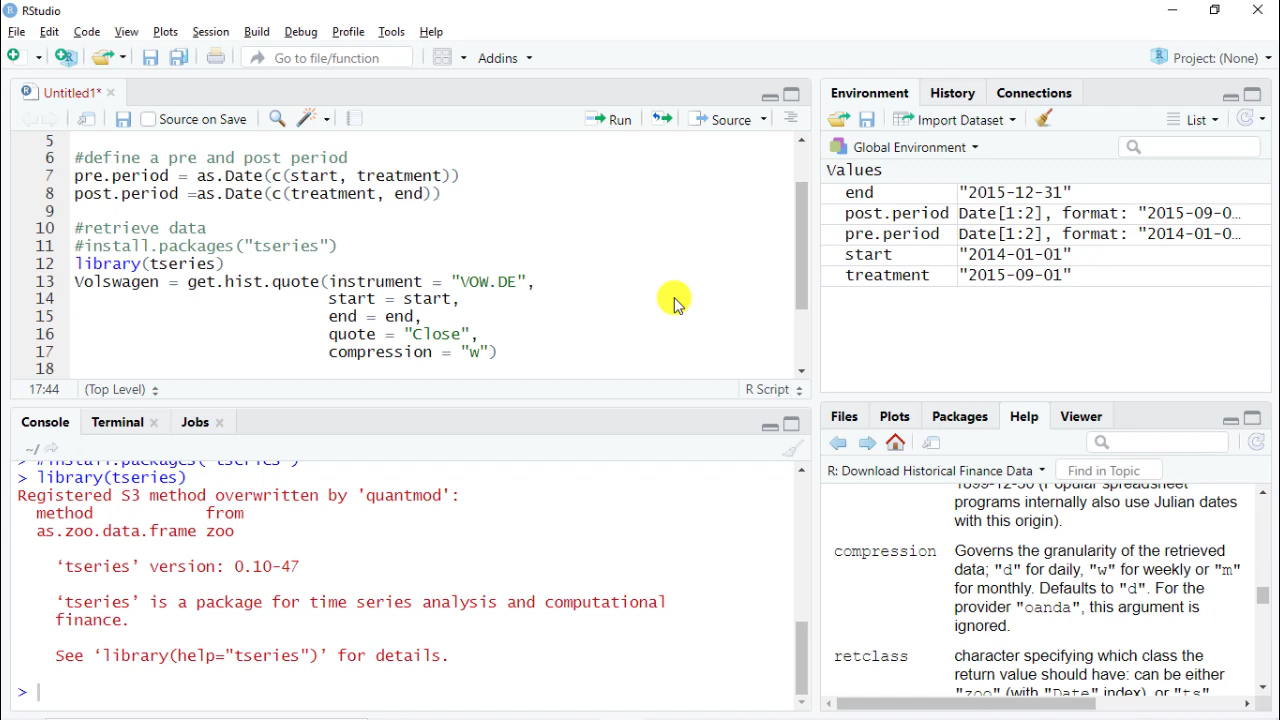 RStudio
File Edit Code View Plots Session Build Debug Profile Tools Help
Go to file/function Addins Project: (None)
Untitled1*
Source on Save Run Source
5
6 #define a pre and post period
7 pre.period = as.Date(c(start, treatment))
8 post.period =as.Date(c(treatment, end))
9
10 #retrieve data
11 #install.packages("tseries")
12 library(tseries)
13 Volswagen = get.hist.quote(instrument = "VOW.DE",
14 start = start,
15 end = end,
16 quote = "Close",
17 compression = "w")
18
17:44 (Top Level) R Script
Console Terminal Jobs
~/
> library(tseries)
Registered S3 method overwritten by 'quantmod':
method from
as.zoo.data.frame zoo
‘tseries’ version: 0.10-47
‘tseries’ is a package for time series analysis and computational
finance.
See ‘library(help="tseries")’ for details.
>
Environment History Connections
Import Dataset List
Global Environment
Values
end "2015-12-31"
post.period Date[1:2], format: "2015-09-0…
pre.period Date[1:2], format: "2014-01-0…
start "2014-01-01"
treatment "2015-09-01"
Files Plots Packages Help Viewer
R: Download Historical Finance Data Find in Topic
1899-12-30 (Popular spreadsheet
programs internally also use Julian dates
with this origin).
compression Governs the granularity of the retrieved
data; "d" for daily, "w" for weekly or "m"
for monthly. Defaults to "d". For the
provider "oanda", this argument is
ignored.
retclass character specifying which class the
return value should have: can be either
"zoo" (with "Date" index), or "ts"